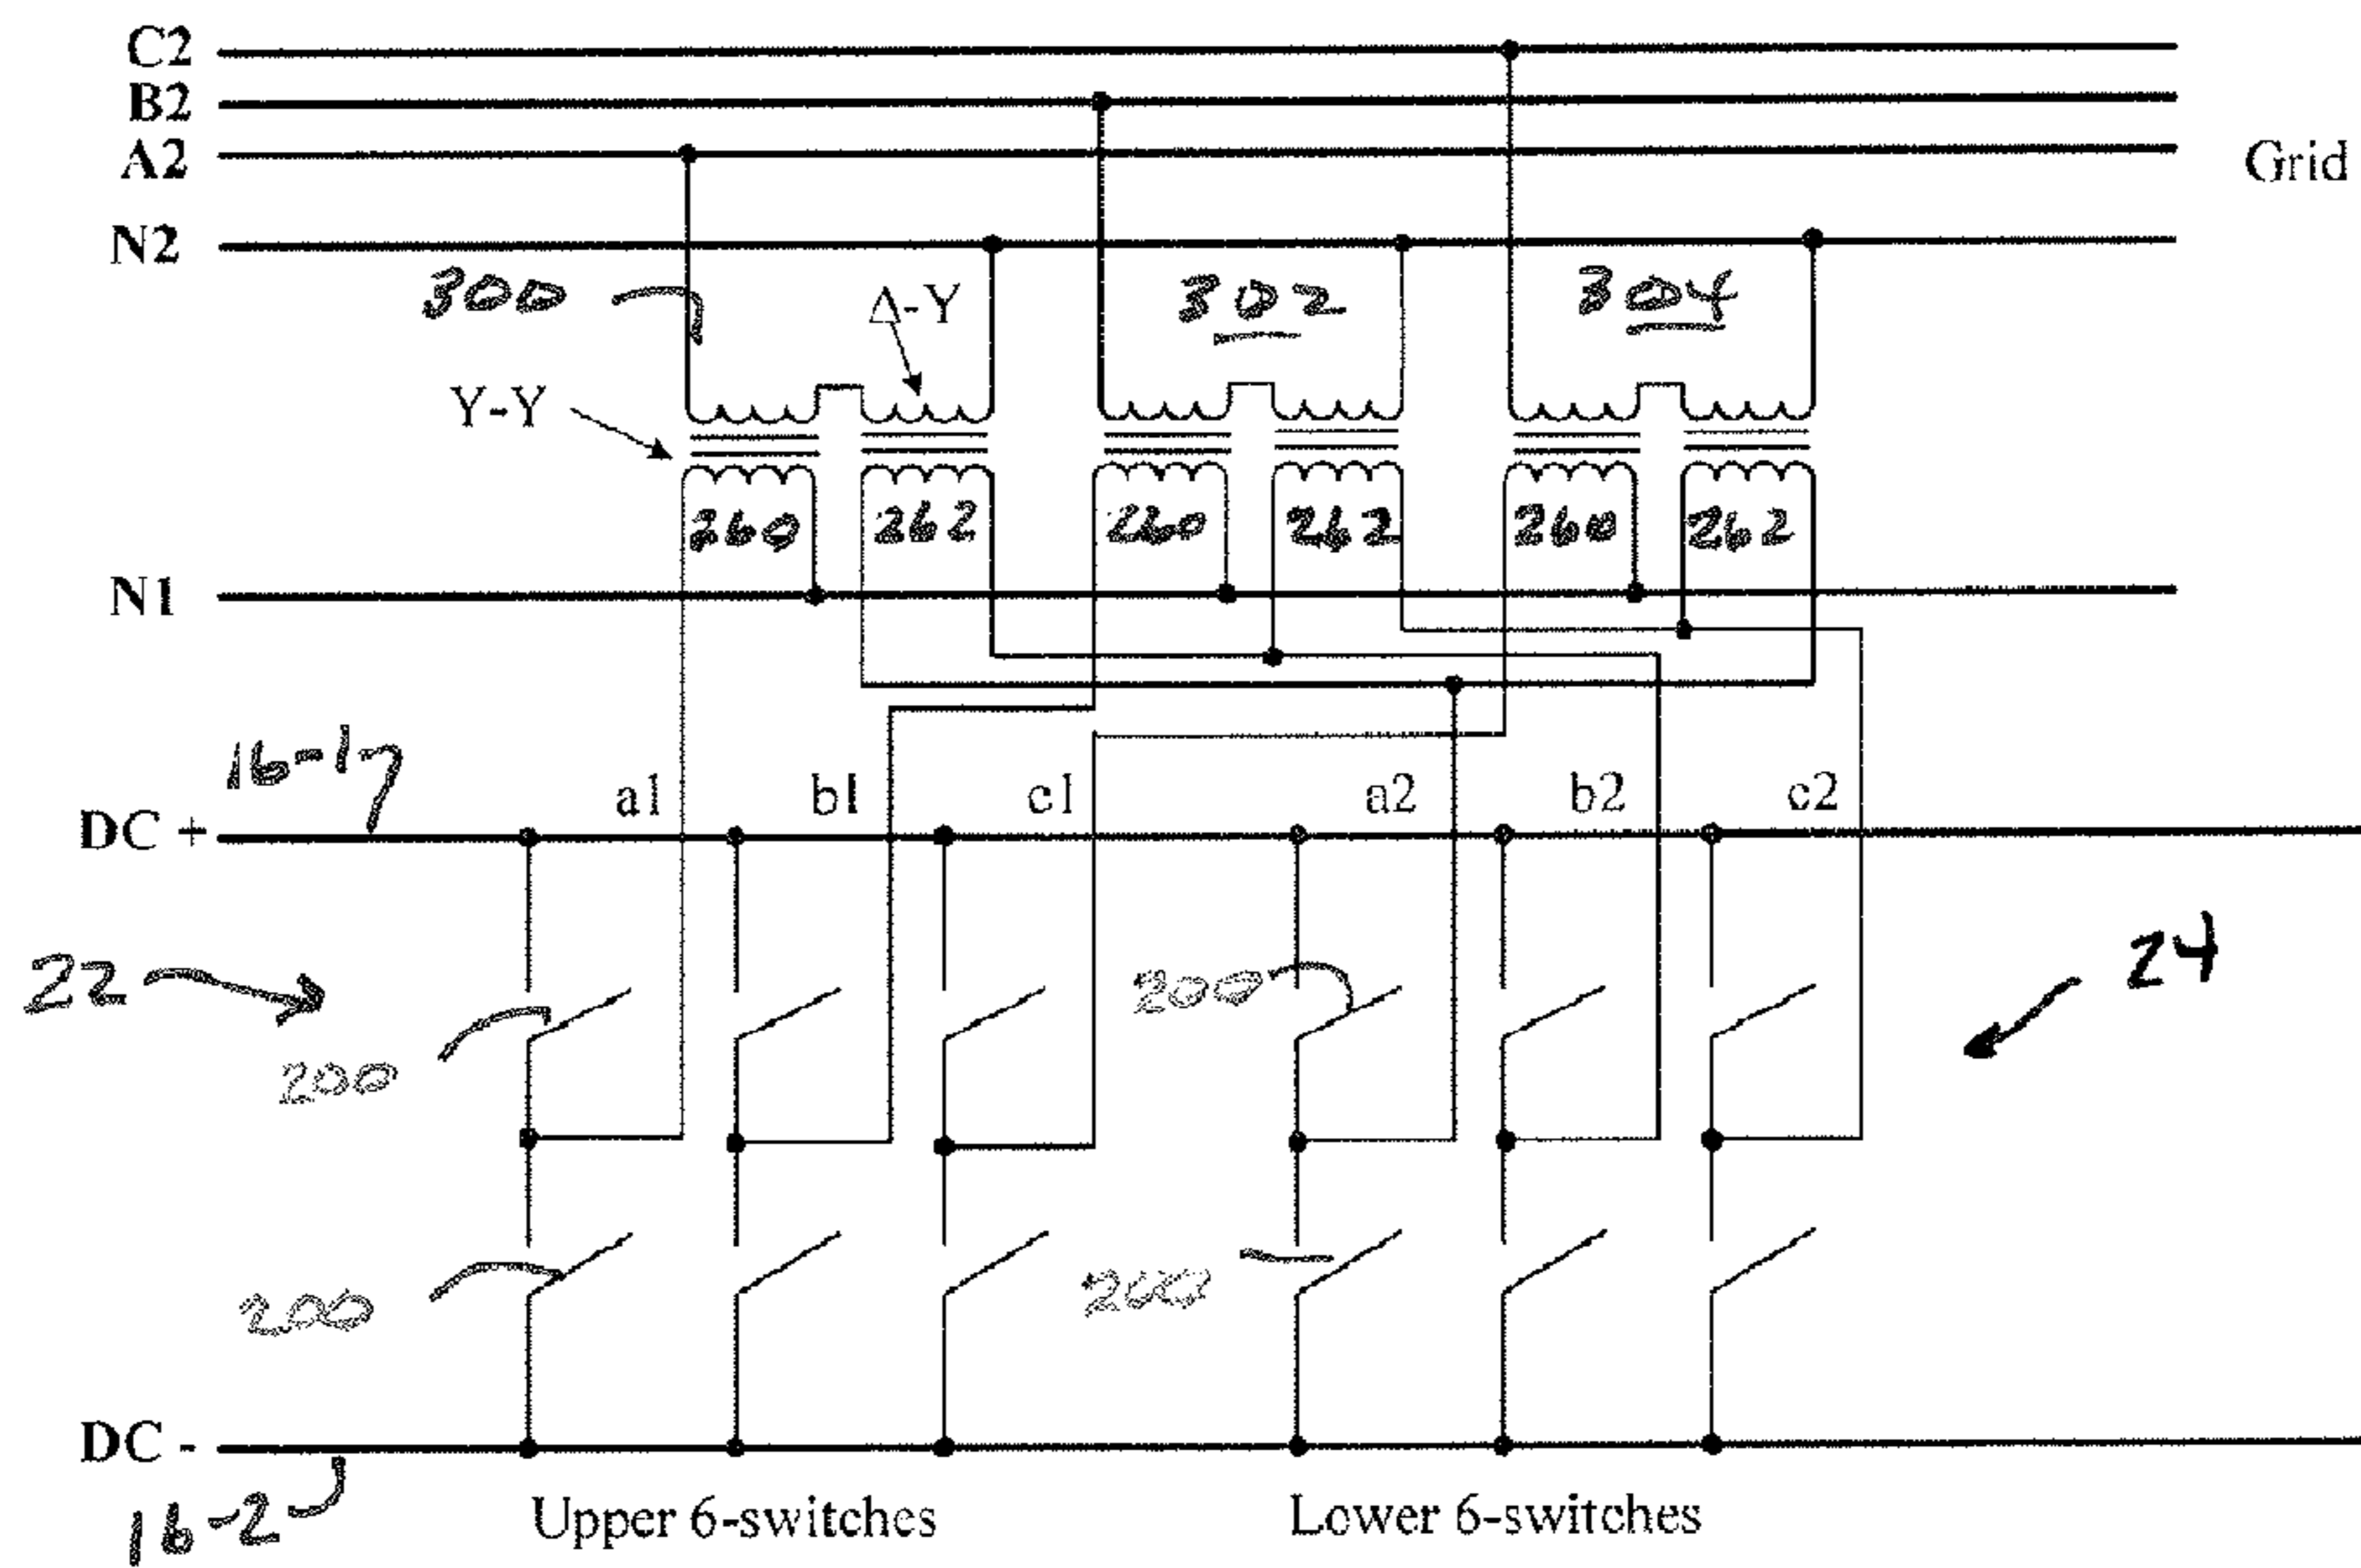 C2
B2
A2
Grid
N2
300
Δ-Y
302
304
Y-Y
260
262
260
262
260
262
N1
16-1
a1
b1
c1
a2
b2
c2
DC +
22
200
200
24
200
200
DC -
16-2
Upper 6-switches
Lower 6-switches